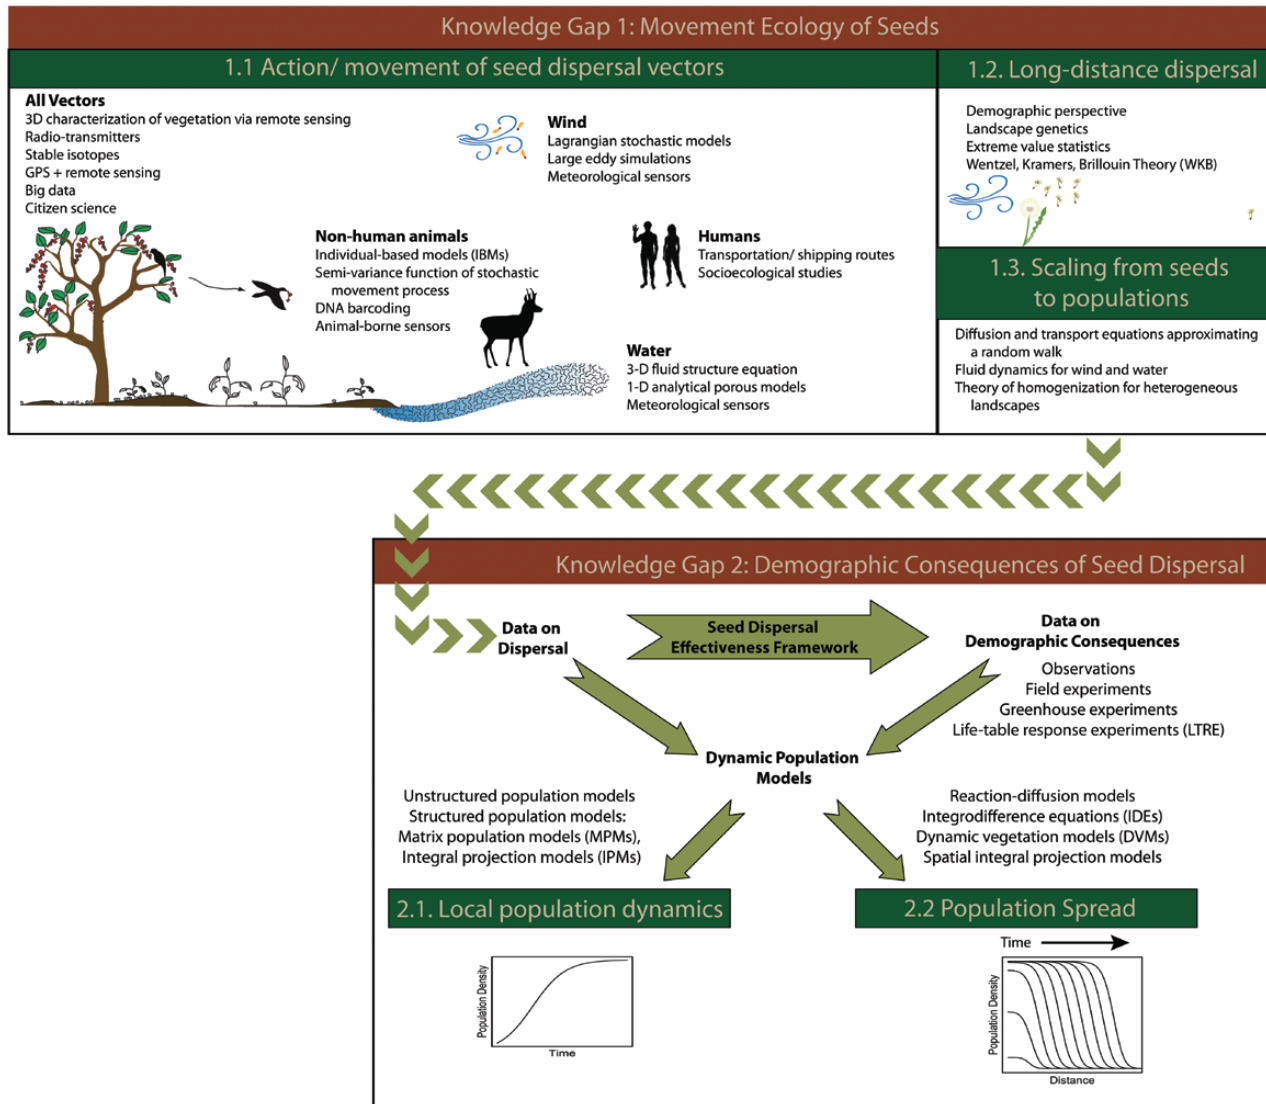 Knowledge Gap 1: Movement Ecology of Seeds
1.1 Action/ movement of seed dispersal vectors
All Vectors
3D characterization of vegetation via remote sensing
Radio-transmitters
Stable isotopes
GPS + remote sensing
Big data
Citizen science
Wind
Lagrangian stochastic models
Large eddy simulations
Meteorological sensors
Non-human animals
Individual-based models (IBMs)
Semi-variance function of stochastic
movement process
DNA barcoding
Animal-borne sensors
Humans
Transportation/ shipping routes
Socioecological studies
Water
3-D fluid structure equation
1-D analytical porous models
Meteorological sensors
1.2. Long-distance dispersal
Demographic perspective
Landscape genetics
Extreme value statistics
Wentzel, Kramers, Brillouin Theory (WKB)
1.3. Scaling from seeds
to populations
Diffusion and transport equations approximating
a random walk
Fluid dynamics for wind and water
Theory of homogenization for heterogeneous
landscapes
Knowledge Gap 2: Demographic Consequences of Seed Dispersal
Data on
Dispersal
Seed Dispersal
Effectiveness Framework
Data on
Demographic Consequences
Observations
Field experiments
Greenhouse experiments
Life-table response experiments (LTRE)
Dynamic Population
Models
Unstructured population models
Structured population models:
Matrix population models (MPMs),
Integral projection models (IPMs)
Reaction-diffusion models
Integrodifference equations (IDEs)
Dynamic vegetation models (DVMs)
Spatial integral projection models
2.1. Local population dynamics
Population Density
Time
2.2 Population Spread
Time
Population Density
Distance